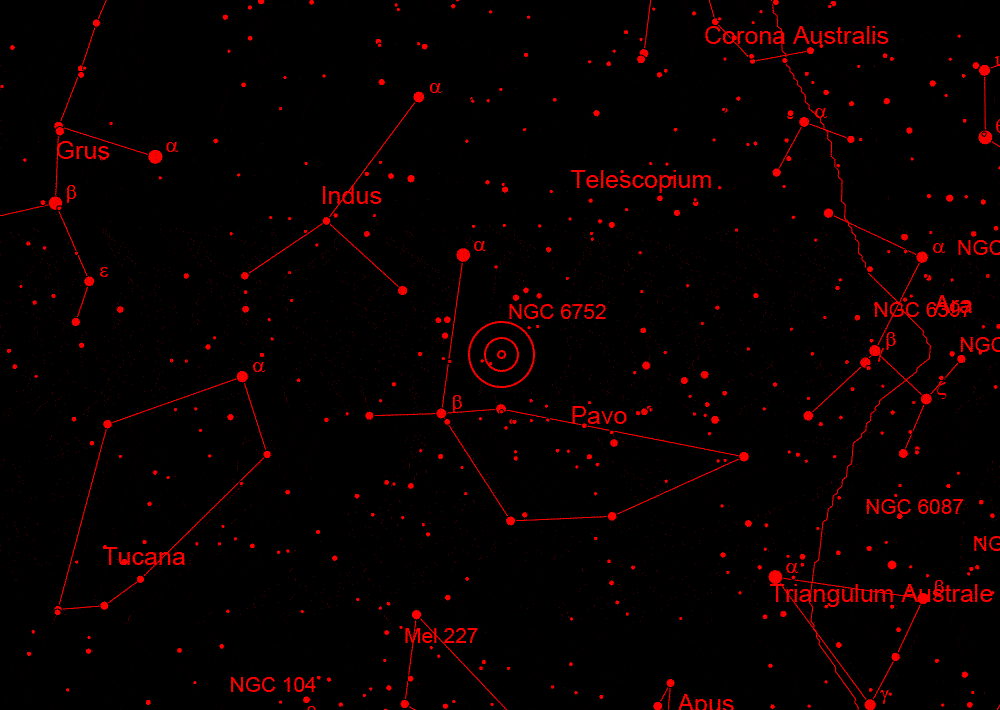 Corona Australis
α
α
α
Grus
Telescopium
β
Indus
α
α
NGC
ε
Ara
NGC 6397
NGC 6752
β
NGC
α
ξ
β
Pavo
NGC 6087
NG
Tucana
α
β
Triangulum Australe
Mel 227
NGC 104
γ
Apus